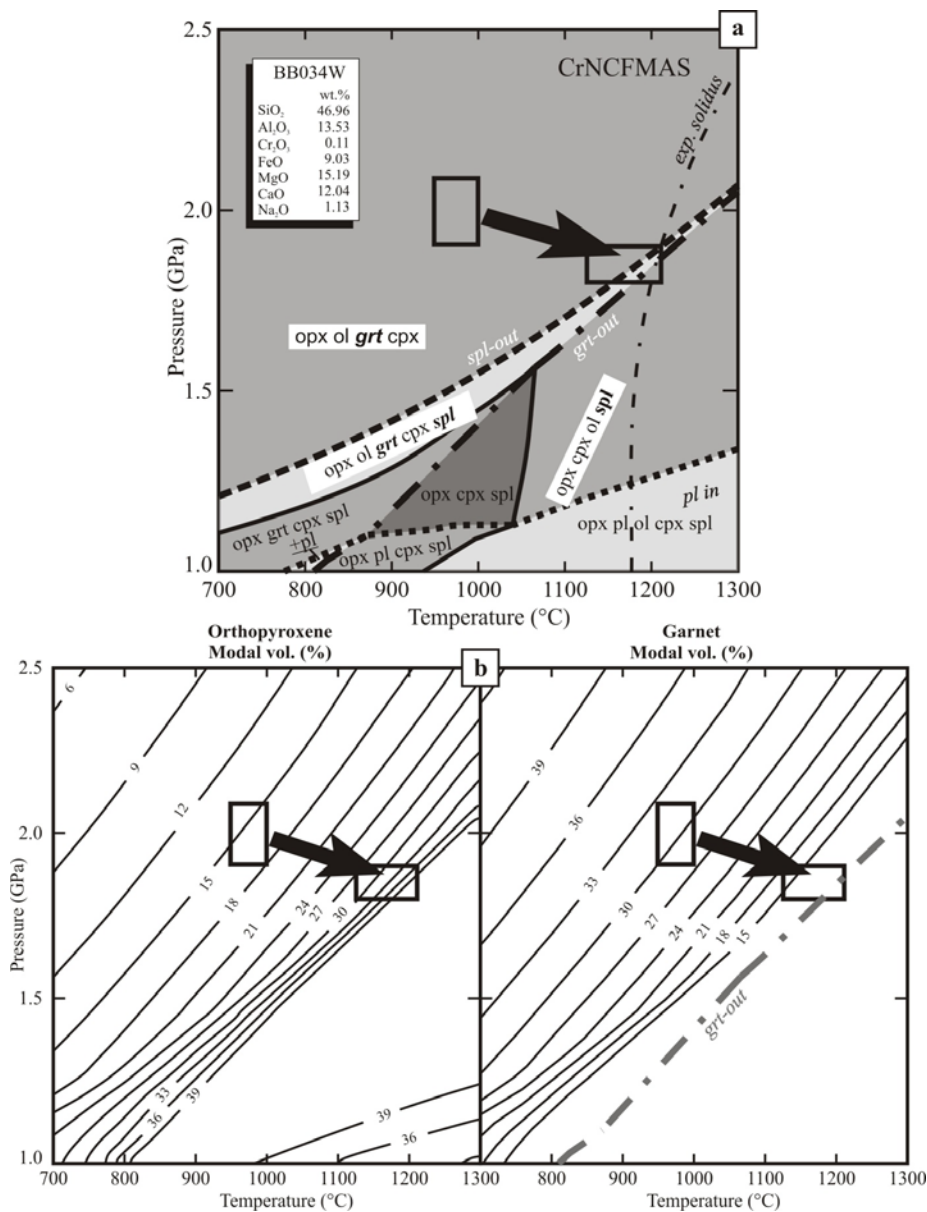 a
CrNCFMAS
BB034W
wt.%
SiO₂ 46.96
Al₂O₃ 13.53
Cr₂O₃ 0.11
FeO 9.03
MgO 15.19
CaO 12.04
Na₂O 1.13
exp. solidus
2.5
2.0
1.5
1.0
Pressure (GPa)
opx ol grt cpx
spl-out
grt-out
opx ol grt cpx spl
opx cpx ol spl
opx cpx spl
opx grt cpx spl
±pl
opx pl cpx spl
pl in
opx pl ol cpx spl
700 800 900 1000 1100 1200 1300
Temperature (°C)
b
Orthopyroxene
Modal vol. (%)
Garnet
Modal vol. (%)
2.5
2.0
1.5
1.0
Pressure (GPa)
6
9
12
15
18
21
24
27
30
33
36
39
39
36
700 800 900 1000 1100 1200 1300
Temperature (°C)
39
36
33
30
27
24
21
18
15
grt-out
800 900 1000 1100 1200 1300
Temperature (°C)